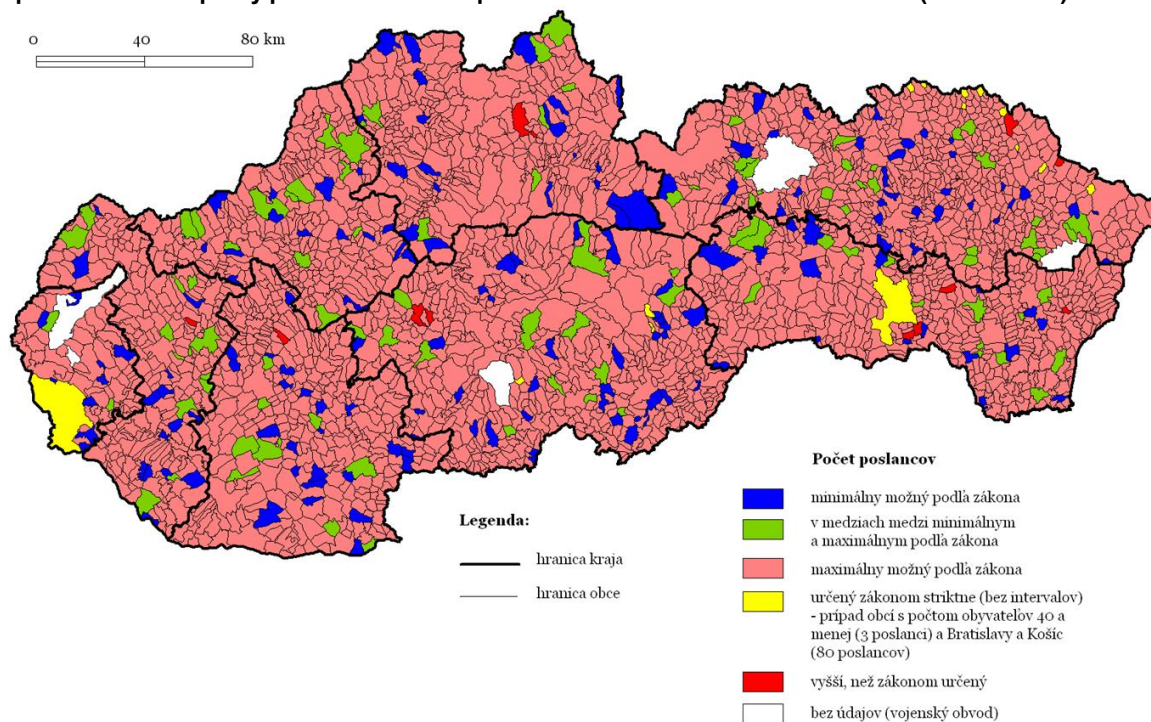 0 40 80 km
Počet poslancov
minimálny možný podľa zákona
v medziach medzi minimálnym
a maximálnym podľa zákona
maximálny možný podľa zákona
určený zákonom striktne (bez intervalov)
- prípad obcí s počtom obyvateľov 40 a
menej (3 poslanci) a Bratislavy a Košíc
(80 poslancov)
vyšší, než zákonom určený
bez údajov (vojenský obvod)
Legenda:
hranica kraja
hranica obce